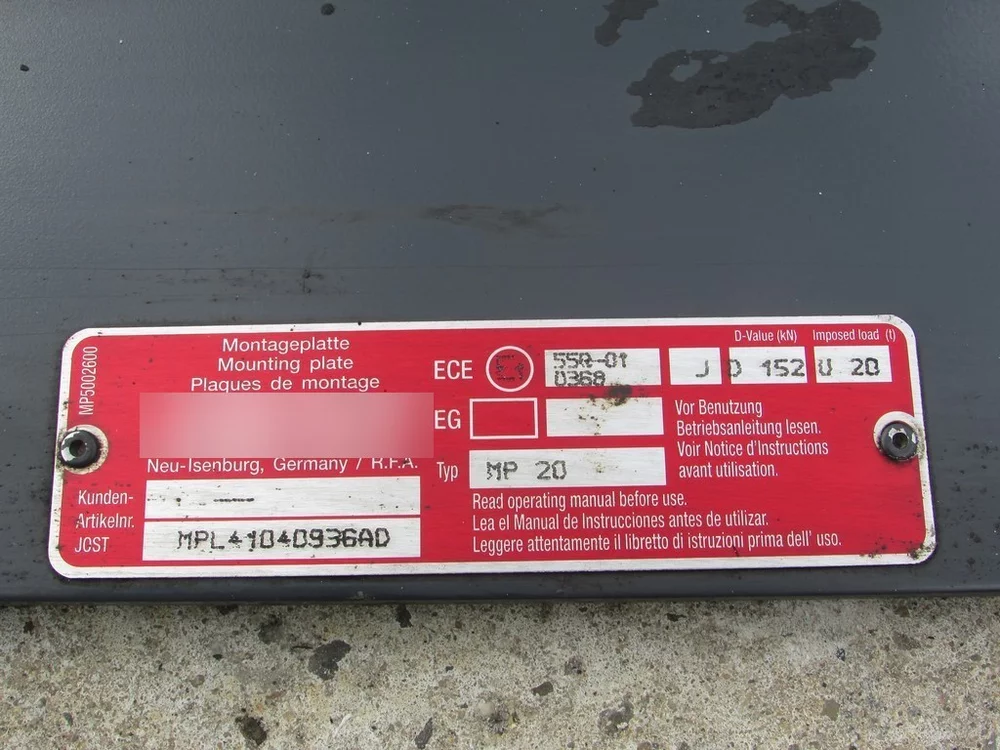 MP5002600
Montageplatte
Mounting plate
Plaques de montage
Neu-Isenburg, Germany / R.F.A.
Kunden-
Artikelnr.
JGST
MPL*1040936AD
ECE
55R-01
0368
J
D-Value (kN)
D 152
Imposed load (t)
U 20
EG
Typ
MP 20
Vor Benutzung
Betriebsanleitung lesen.
Voir Notice d'Instructions
avant utilisation.
Read operating manual before use.
Lea el Manual de Instrucciones antes de utilizar.
Leggere attentamente il libretto di istruzioni prima dell' uso.